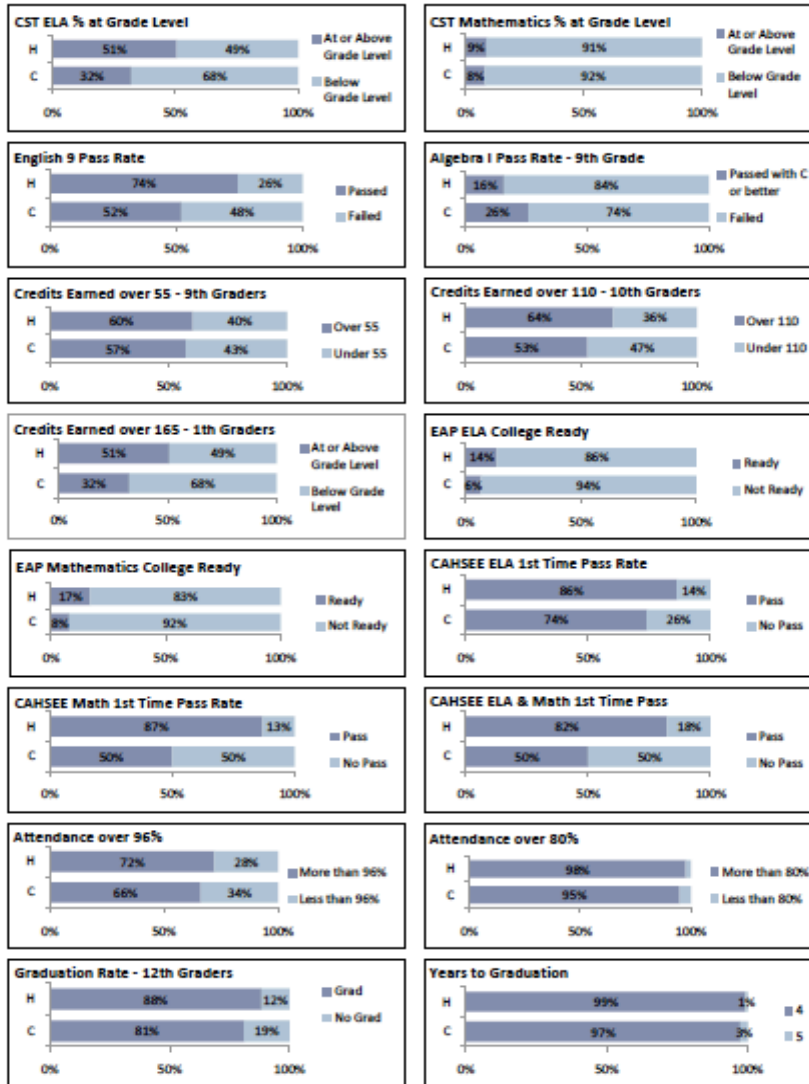 CST ELA % at Grade Level
H 51% 49% At or Above Grade Level
C 32% 68% Below Grade Level
0% 50% 100%
CST Mathematics % at Grade Level
H 9% 91% At or Above Grade Level
C 8% 92% Below Grade Level
0% 50% 100%
English 9 Pass Rate
H 74% 26% Passed
C 52% 48% Failed
0% 50% 100%
Algebra I Pass Rate - 9th Grade
H 16% 84% Passed with C or better
C 26% 74% Failed
0% 50% 100%
Credits Earned over 55 - 9th Graders
H 60% 40% Over 55
C 57% 43% Under 55
0% 50% 100%
Credits Earned over 110 - 10th Graders
H 64% 36% Over 110
C 53% 47% Under 110
0% 50% 100%
Credits Earned over 165 - 1th Graders
H 51% 49% At or Above Grade Level
C 32% 68% Below Grade Level
0% 50% 100%
EAP ELA College Ready
H 14% 86% Ready
C 6% 94% Not Ready
0% 50% 100%
EAP Mathematics College Ready
H 17% 83% Ready
C 8% 92% Not Ready
0% 50% 100%
CAHSEE ELA 1st Time Pass Rate
H 86% 14% Pass
C 74% 26% No Pass
0% 50% 100%
CAHSEE Math 1st Time Pass Rate
H 87% 13% Pass
C 50% 50% No Pass
0% 50% 100%
CAHSEE ELA & Math 1st Time Pass
H 82% 18% Pass
C 50% 50% No Pass
0% 50% 100%
Attendance over 96%
H 72% 28% More than 96%
C 66% 34% Less than 96%
0% 50% 100%
Attendance over 80%
H 98% More than 80%
C 95% Less than 80%
0% 50% 100%
Graduation Rate - 12th Graders
H 88% 12% Grad
C 81% 19% No Grad
0% 50% 100%
Years to Graduation
H 99% 1% 4
C 97% 3% 5
0% 50% 100%